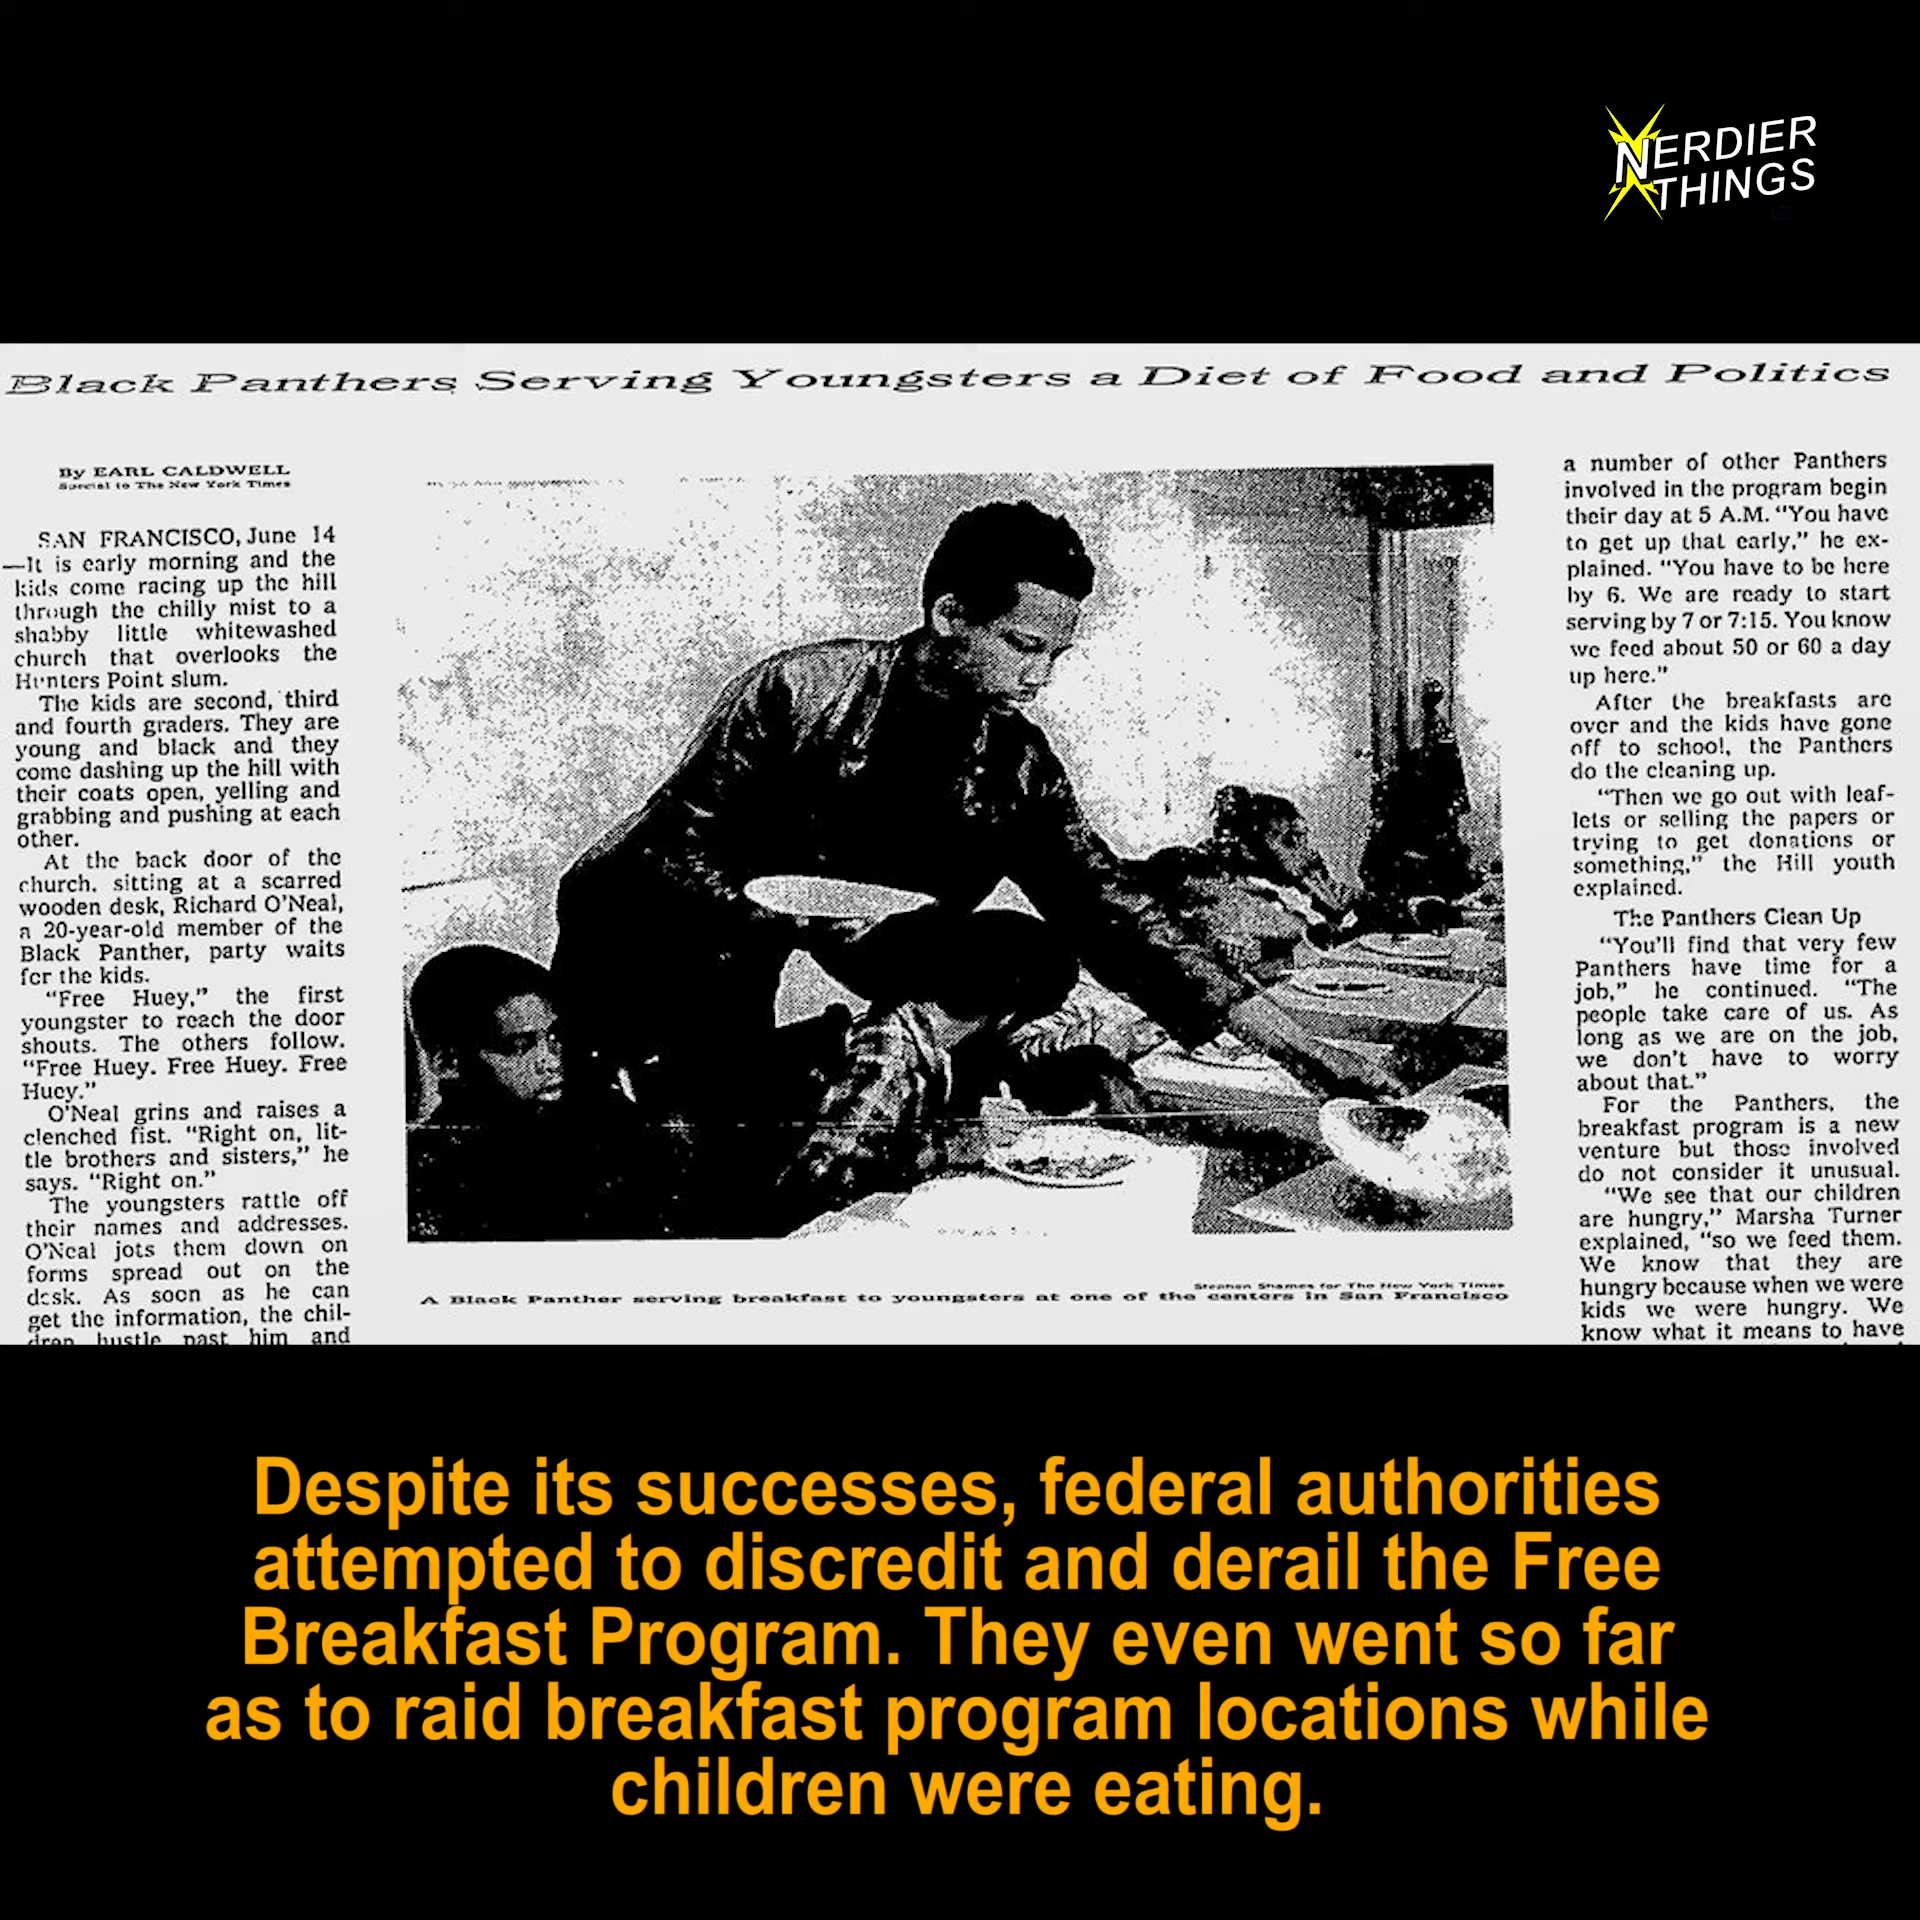 NERDIER
THINGS
Black Panthers Serving Youngsters a Diet of Food and Politics
By EARL CALDWELL
Special to The New York Times
SAN FRANCISCO, June 14
—It is early morning and the
kids come racing up the hill
through the chilly mist to a
shabby little whitewashed
church that overlooks the
Hunters Point slum.
The kids are second, third
and fourth graders. They are
young and black and they
come dashing up the hill with
their coats open, yelling and
grabbing and pushing at each
other.
At the back door of the
church, sitting at a scarred
wooden desk, Richard O'Neal,
a 20-year-old member of the
Black Panther, party waits
for the kids.
"Free Huey," the first
youngster to reach the door
shouts. The others follow.
"Free Huey. Free Huey. Free
Huey."
O'Neal grins and raises a
clenched fist. "Right on, lit-
tle brothers and sisters," he
says. "Right on."
The youngsters rattle off
their names and addresses.
O'Neal jots them down on
forms spread out on the
desk. As soon as he can
get the information, the chil-
dren hustle past him and
Stephen Shames for The New York Times
A Black Panther serving breakfast to youngsters at one of the centers in San Francisco
a number of other Panthers
involved in the program begin
their day at 5 A.M. "You have
to get up that early," he ex-
plained. "You have to be here
by 6. We are ready to start
serving by 7 or 7:15. You know
we feed about 50 or 60 a day
up here."
After the breakfasts are
over and the kids have gone
off to school, the Panthers
do the cleaning up.
"Then we go out with leaf-
lets or selling the papers or
trying to get donations or
something," the Hill youth
explained.
The Panthers Clean Up
"You'll find that very few
Panthers have time for a
job," he continued. "The
people take care of us. As
long as we are on the job,
we don't have to worry
about that."
For the Panthers, the
breakfast program is a new
venture but those involved
do not consider it unusual.
"We see that our children
are hungry," Marsha Turner
explained, "so we feed them.
We know that they are
hungry because when we were
kids we were hungry. We
know what it means to have
Despite its successes, federal authorities
attempted to discredit and derail the Free
Breakfast Program. They even went so far
as to raid breakfast program locations while
children were eating.